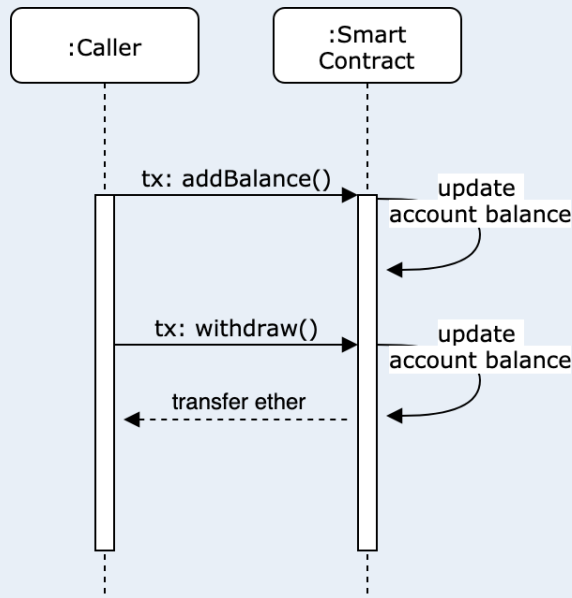 :Caller
:Smart
Contract
tx: addBalance()
update
account balance
tx: withdraw()
update
account balance
transfer ether